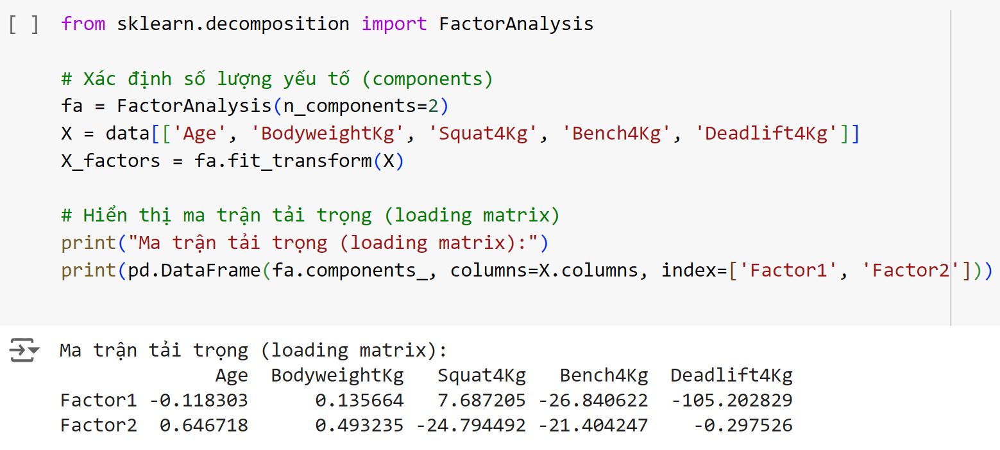 [ ] from sklearn.decomposition import FactorAnalysis
# Xác định số lượng yếu tố (components)
fa = FactorAnalysis(n_components=2)
X = data[['Age', 'BodyweightKg', 'Squat4Kg', 'Bench4Kg', 'Deadlift4Kg']]
X_factors = fa.fit_transform(X)
# Hiển thị ma trận tải trọng (loading matrix)
print("Ma trận tải trọng (loading matrix):")
print(pd.DataFrame(fa.components_, columns=X.columns, index=['Factor1', 'Factor2']))
Ma trận tải trọng (loading matrix):
Age BodyweightKg Squat4Kg Bench4Kg Deadlift4Kg
Factor1 -0.118303 0.135664 7.687205 -26.840622 -105.202829
Factor2 0.646718 0.493235 -24.794492 -21.404247 -0.297526